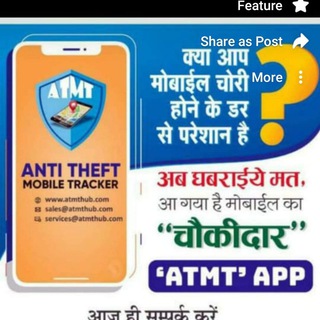 Feature
Share as Post
More
क्या आप
मोबाईल चोरी
होने के डर
से परेशान है
?
ATMT
ANTI THEFT
MOBILE TRACKER
www.atmthub.com
sales@atmthub.com
services@atmthub.com
अब घबराईये मत,
आ गया है मोबाईल का
“चौकीदार”
‘ATMT’ APP
आज ही सम्पर्क करें